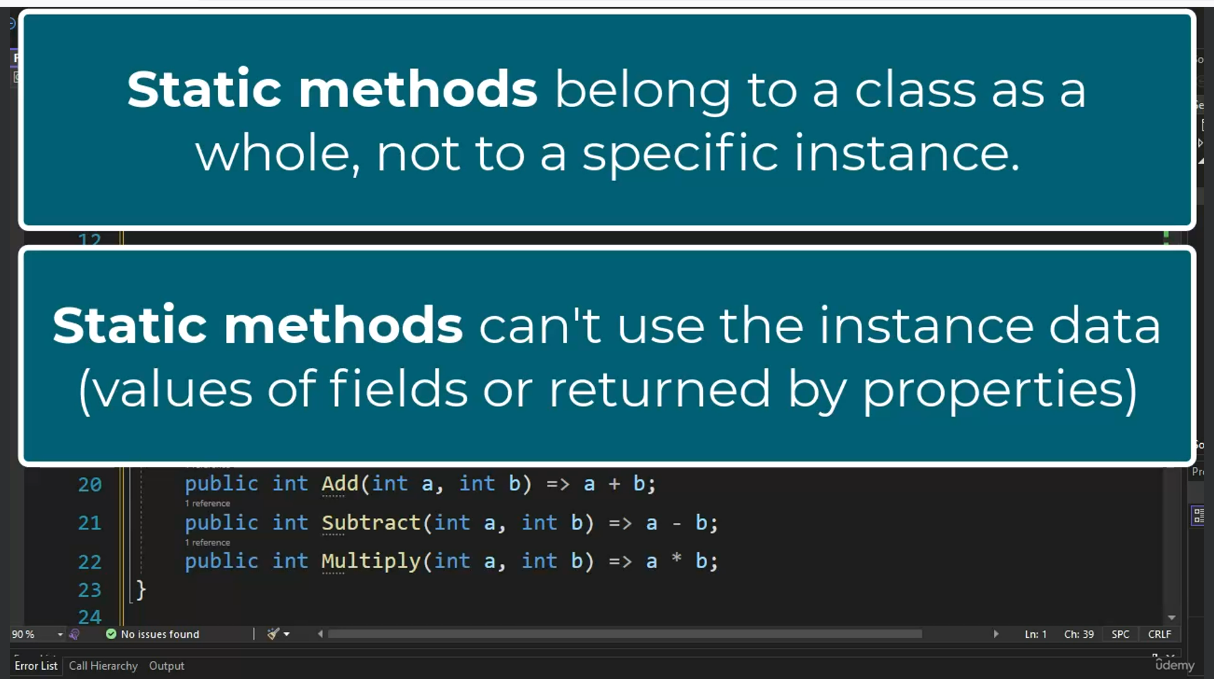 Static methods belong to a class as a
whole, not to a specific instance.
12
Static methods can't use the instance data
(values of fields or returned by properties)
20 public int Add(int a, int b) => a + b;
1 reference
21 public int Subtract(int a, int b) => a - b;
1 reference
22 public int Multiply(int a, int b) => a * b;
23 }
24
90 % No issues found Ln: 1 Ch: 39 SPC CRLF
Error List Call Hierarchy Output
ûdemy